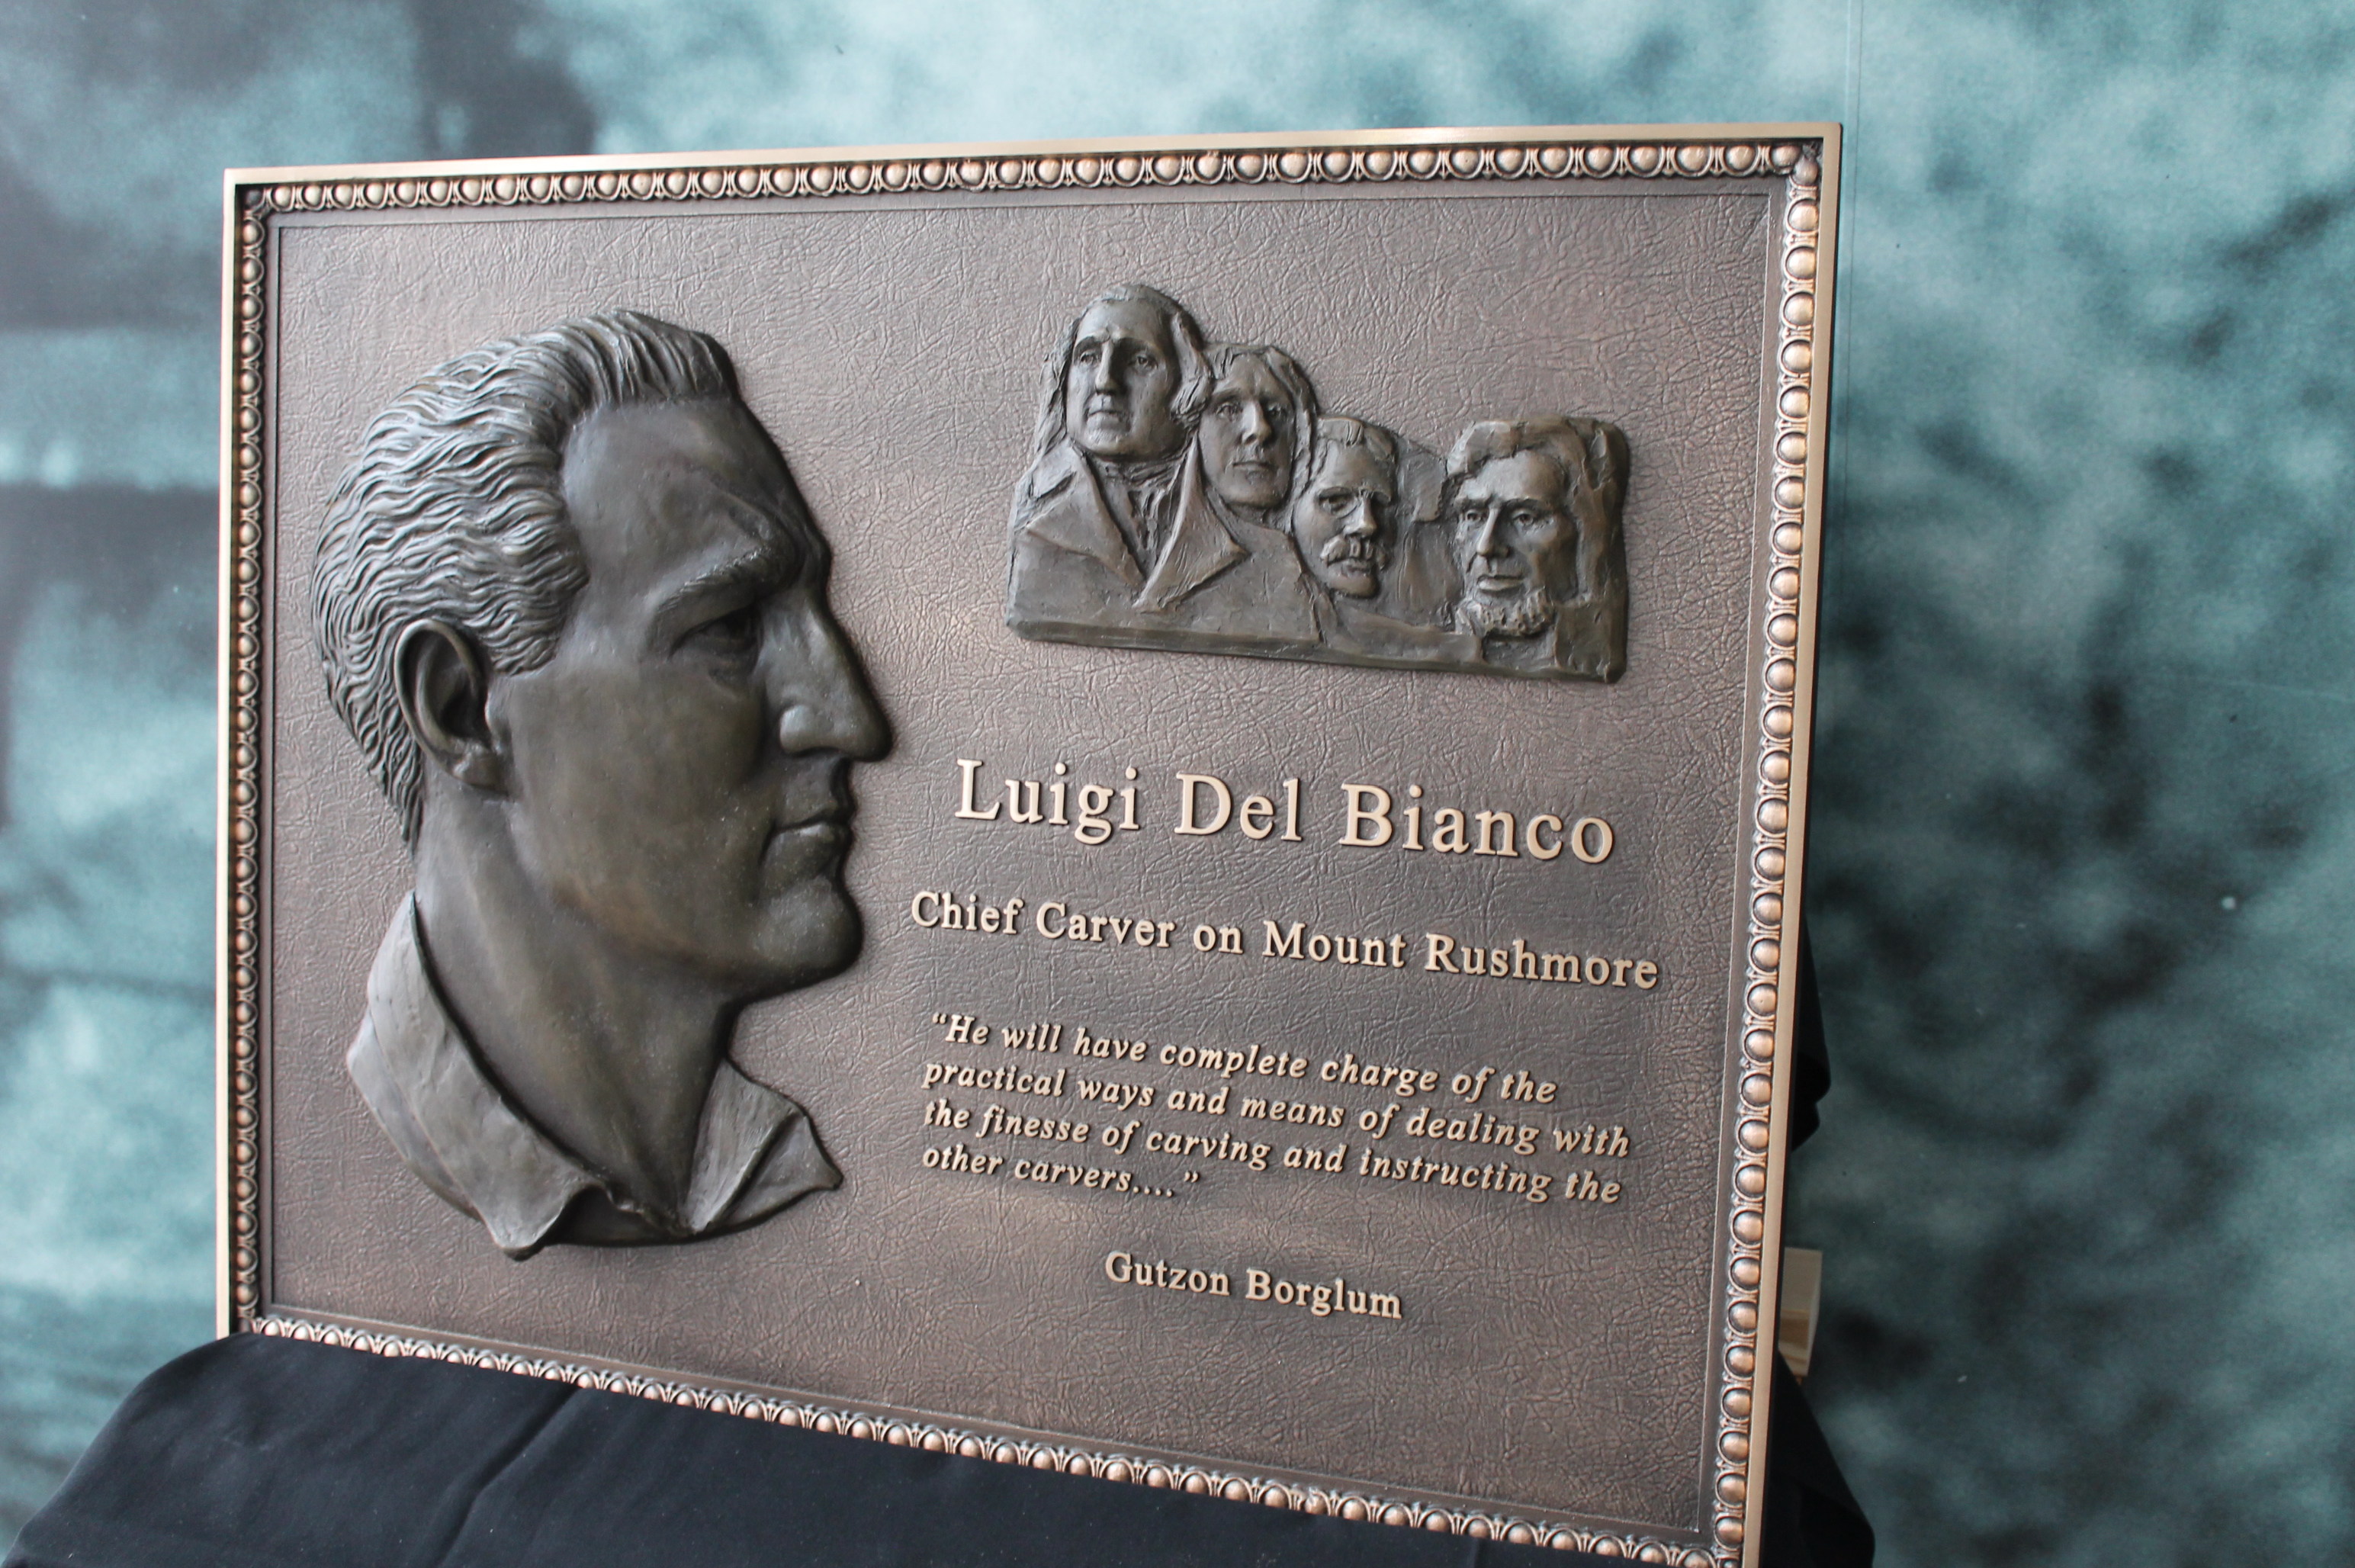 Luigi Del Bianco
Chief Carver on Mount Rushmore
“He will have complete charge of the
practical ways and means of dealing with
the finesse of carving and instructing the
other carvers....”
Gutzon Borglum